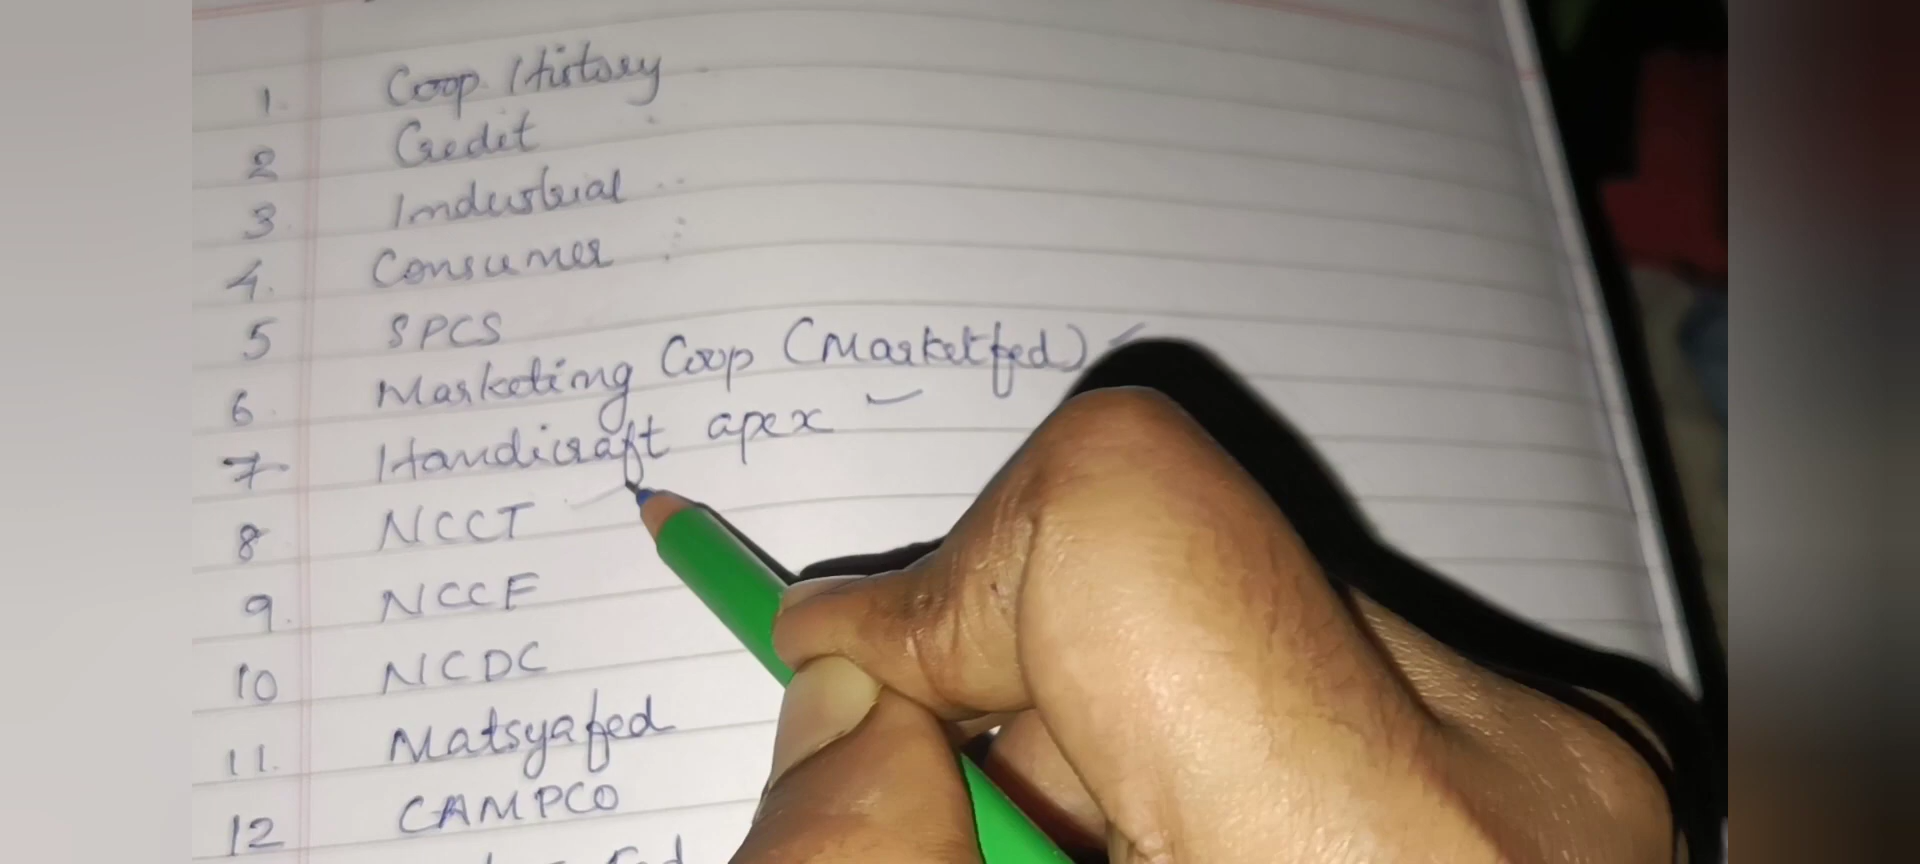 1. Coop. History
2 Credit
3 Industrial
4. Consumer
5 SPCS
6. Marketing Coop (Marketfed)
7 Handicraft apex
8 NCCT
9. NCCF
10 NCDC
11. Matsyafed
12 CAMPCO